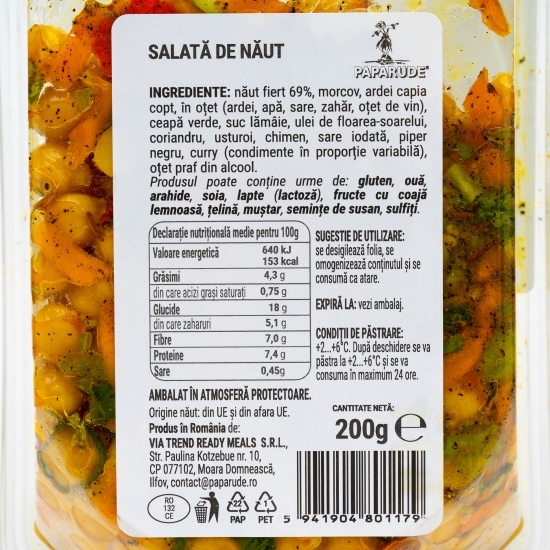 SALATĂ DE NĂUT
PAPARUDE®
INGREDIENTE: năut fiert 69%, morcov, ardei capia
copt, în oțet (ardei, apă, sare, zahăr, oțet de vin),
ceapă verde, suc lămâie, ulei de floarea-soarelui,
coriandru, usturoi, chimen, sare iodată, piper
negru, curry (condimente în proporție variabilă),
oțet praf din alcool.
Produsul poate conține urme de: gluten, ouă,
arahide, soia, lapte (lactoză), fructe cu coajă
lemnoasă, țelină, muștar, semințe de susan, sulfiți.
Declarație nutrițională medie pentru 100g
Valoare energetică 640 kJ
153 kcal
Grăsimi 4,3 g
din care acizi grași saturați 0,75 g
Glucide 18 g
din care zaharuri 5,1 g
Fibre 7,0 g
Proteine 7,4 g
Sare 0,45g
SUGESTIE DE UTILIZARE:
se desigilează folia, se
omogenizează conținutul și se
consumă ca atare.
EXPIRĂ LA: vezi ambalaj.
CONDIȚII DE PĂSTRARE:
+2...+6°C. După deschidere se va
păstra la +2...+6°C și se va
consuma în maximum 24 ore.
AMBALAT ÎN ATMOSFERĂ PROTECTOARE.
Origine năut: din UE și din afara UE.
Produs în România de:
VIA TREND READY MEALS S.R.L.,
Str. Paulina Kotzebue nr. 10,
CP 077102, Moara Domnească,
Ilfov, contact@paparude.ro
CANTITATE NETĂ:
200g e
RO
132
CE
22
PAP
1
PET
5 941904 801179